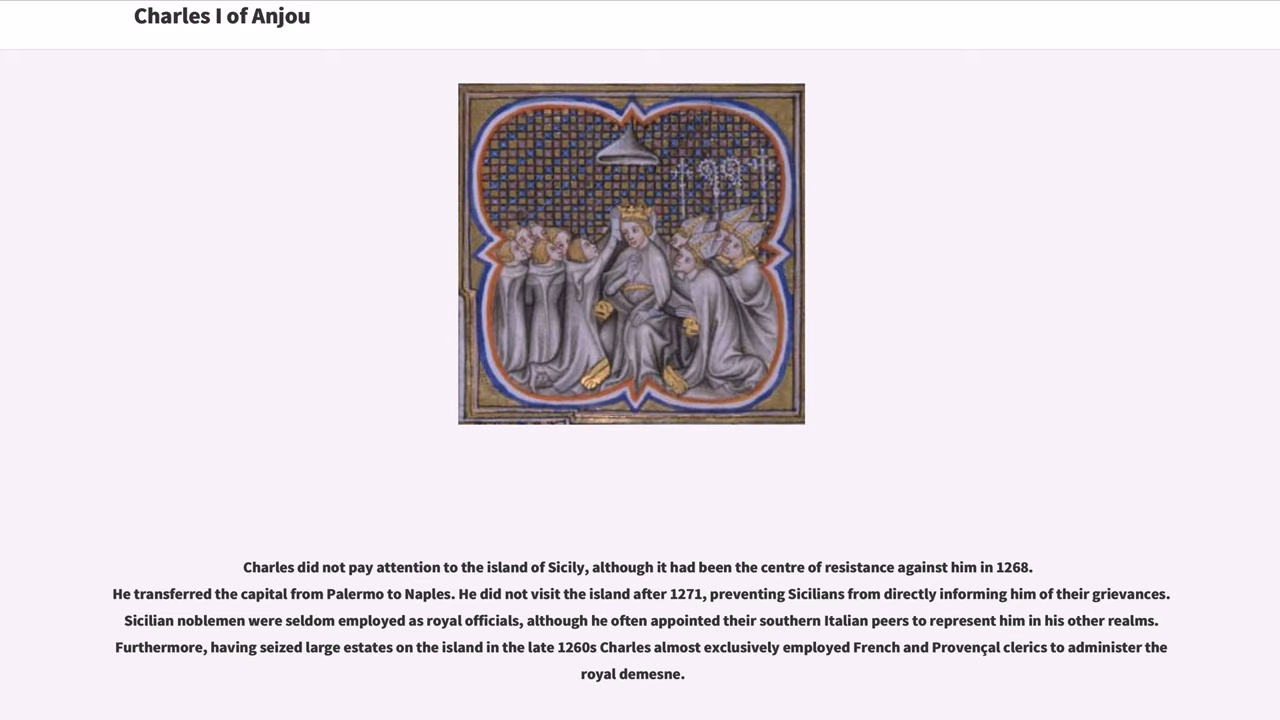 Charles I of Anjou
Charles did not pay attention to the island of Sicily, although it had been the centre of resistance against him in 1268.
He transferred the capital from Palermo to Naples. He did not visit the island after 1271, preventing Sicilians from directly informing him of their grievances.
Sicilian noblemen were seldom employed as royal officials, although he often appointed their southern Italian peers to represent him in his other realms.
Furthermore, having seized large estates on the island in the late 1260s Charles almost exclusively employed French and Provençal clerics to administer the
royal demesne.